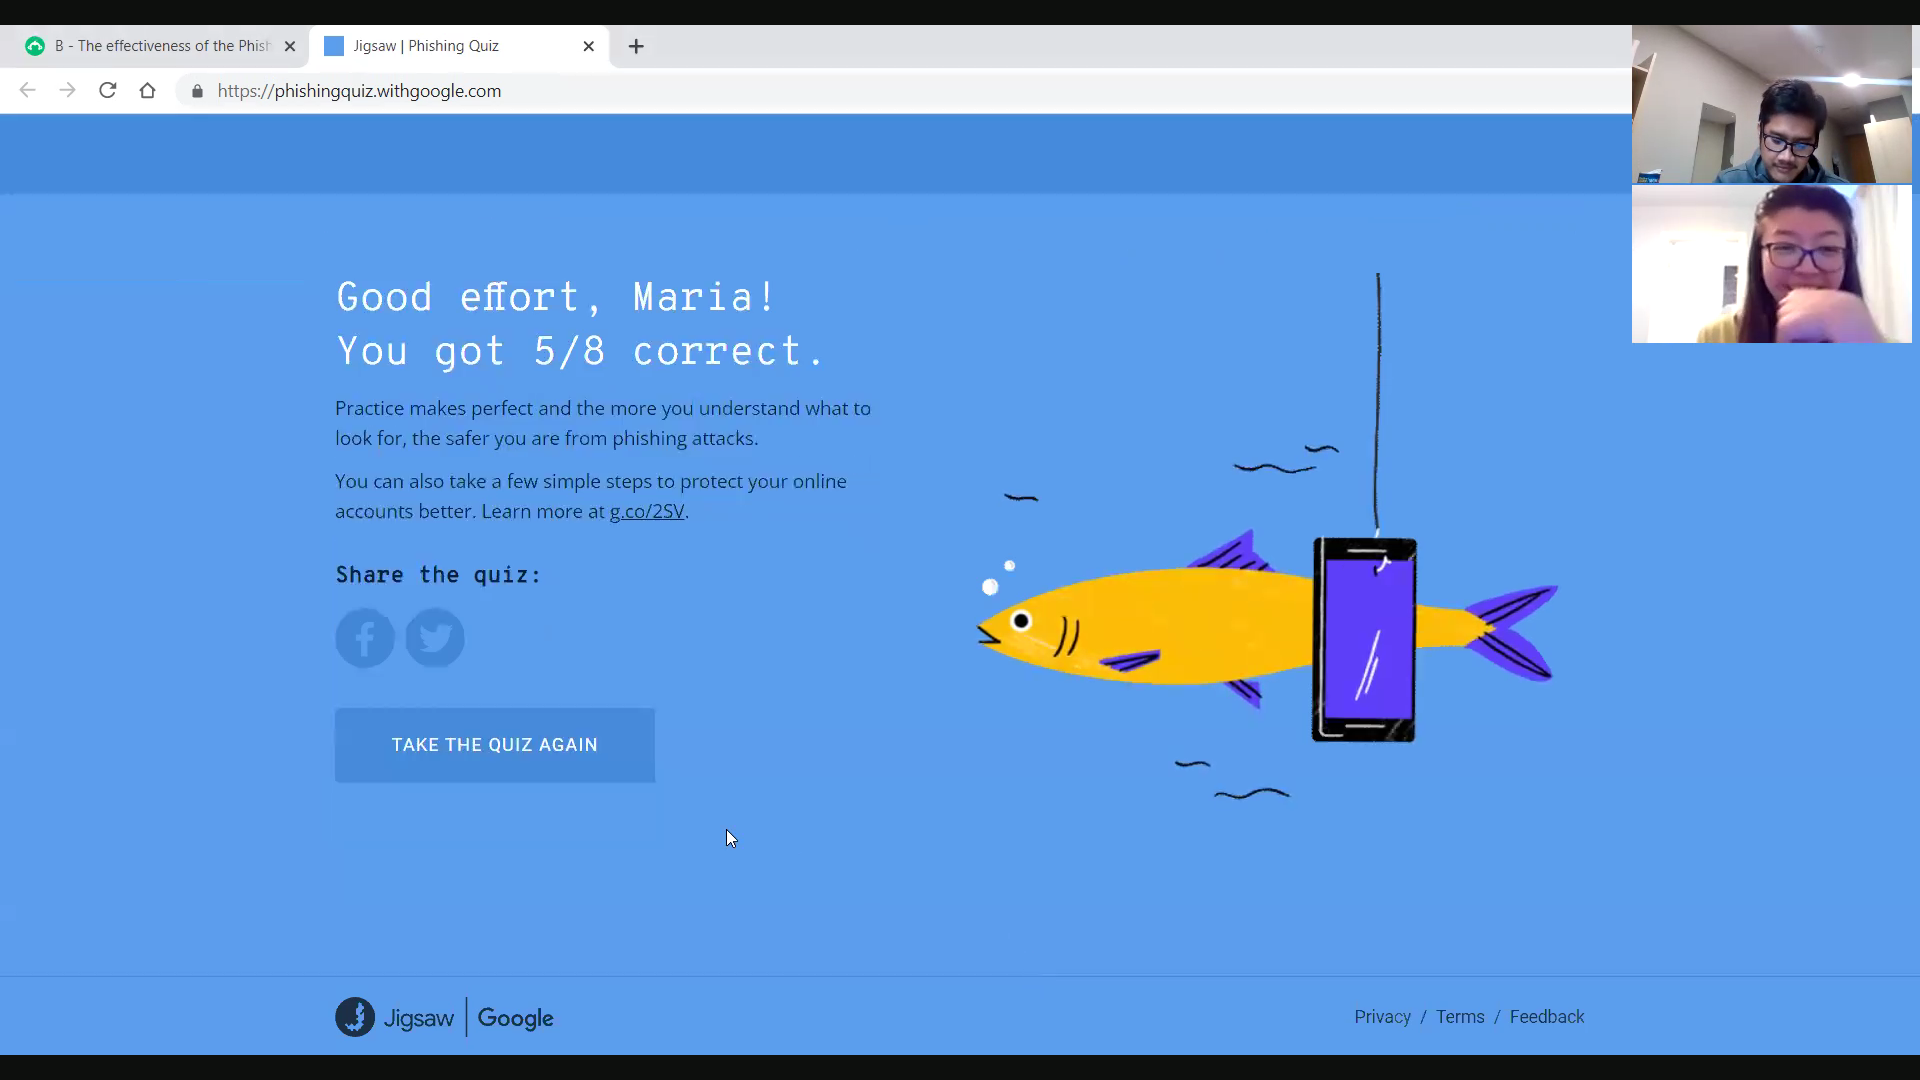 B - The effectiveness of the Phish
Jigsaw | Phishing Quiz
https://phishingquiz.withgoogle.com
Good effort, Maria!
You got 5/8 correct.
Practice makes perfect and the more you understand what to
look for, the safer you are from phishing attacks.
You can also take a few simple steps to protect your online
accounts better. Learn more at g.co/2SV.
Share the quiz:
TAKE THE QUIZ AGAIN
Jigsaw | Google
Privacy / Terms / Feedback